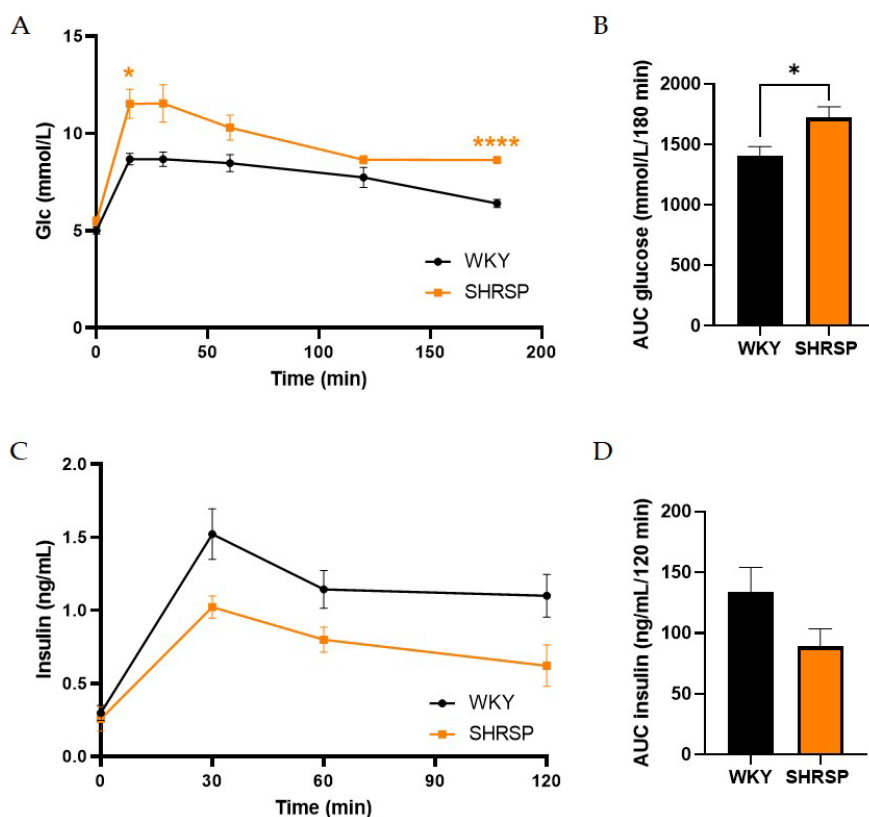 A
Glc (mmol/L)
15
10
5
0
*
****
WKY
SHRSP
0 50 100 150 200
Time (min)
B
AUC glucose (mmol/L/180 min)
2000
1500
1000
500
0
*
WKY SHRSP
C
Insulin (ng/mL)
2.0
1.5
1.0
0.5
0.0
WKY
SHRSP
0 30 60 90 120
Time (min)
D
AUC insulin (ng/mL/120 min)
200
150
100
50
0
WKY SHRSP